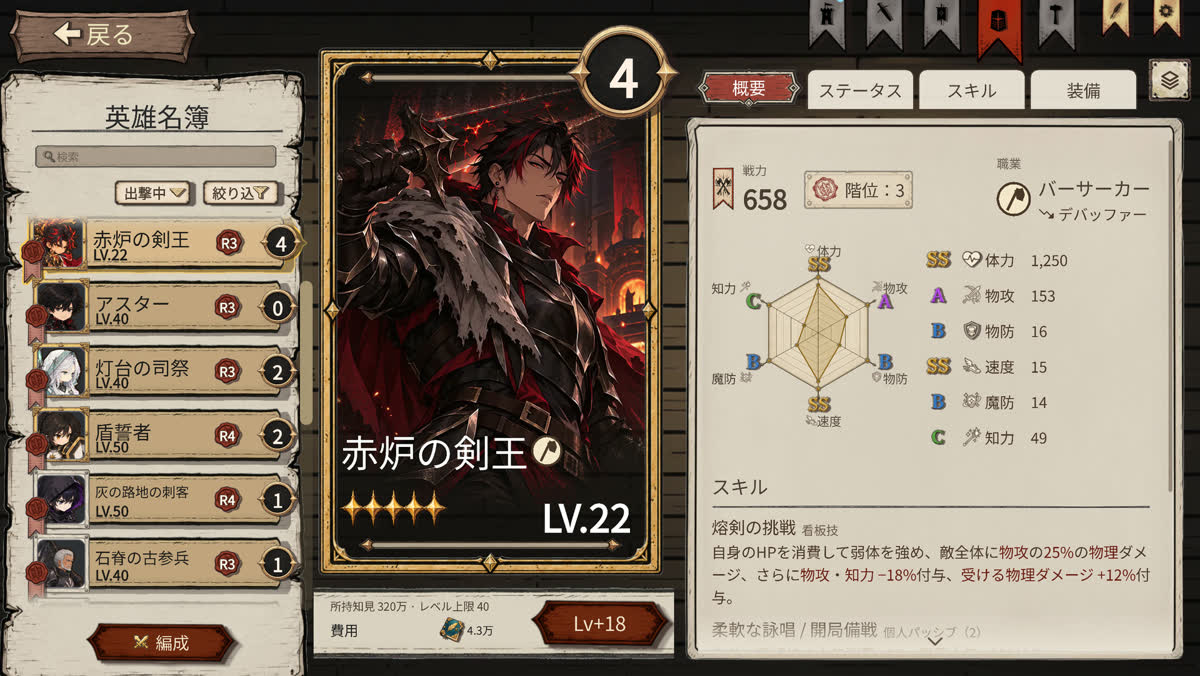 戻る
英雄名簿
検索
出撃中
絞り込
赤炉の剣王
LV.22
R3
4
アスター
LV.40
R3
0
灯台の司祭
LV.40
R3
2
盾誓者
LV.50
R4
2
灰の路地の刺客
LV.50
R4
1
石脊の古参兵
LV.40
R3
1
編成
4
赤炉の剣王
LV.22
所持知見 320万・レベル上限 40
費用
4.3万
Lv+18
概要
ステータス
スキル
装備
戦力
658
階位:3
職業
バーサーカー
デバッファー
体力
SS
物攻
A
B
物防
SS
速度
B
魔防
知力
C
SS 体力 1,250
A 物攻 153
B 物防 16
SS 速度 15
B 魔防 14
C 知力 49
スキル
熔剣の挑戦 看板技
自身のHPを消費して弱体を強め、敵全体に物攻の25%の物理ダメ
ージ、さらに物攻・知力 −18%付与、受ける物理ダメージ +12%付
与。
柔軟な詠唱 / 開局備戦 個人パッシブ(2)